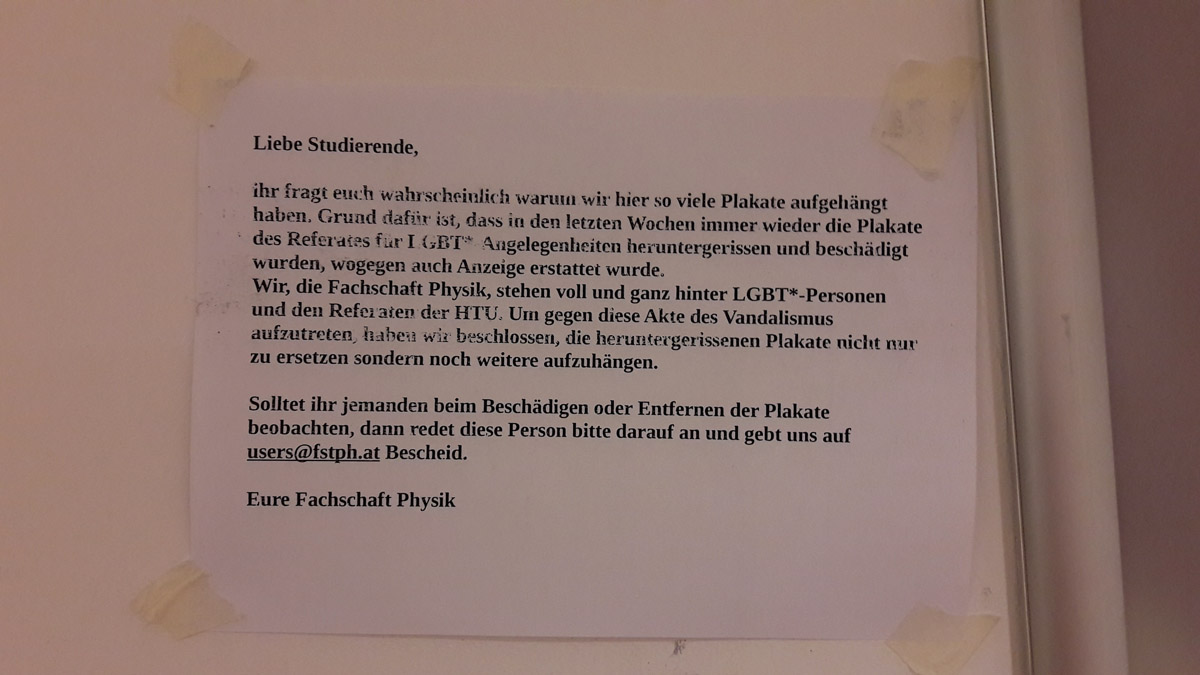 Liebe Studierende,
ihr fragt euch wahrscheinlich warum wir hier so viele Plakate aufgehängt
haben. Grund dafür ist, dass in den letzten Wochen immer wieder die Plakate
des Referates für LGBT* Angelegenheiten heruntergerissen und beschädigt
wurden, wogegen auch Anzeige erstattet wurde.
Wir, die Fachschaft Physik, stehen voll und ganz hinter LGBT*-Personen
und den Referaten der HTU. Um gegen diese Akte des Vandalismus
aufzutreten, haben wir beschlossen, die heruntergerissenen Plakate nicht nur
zu ersetzen sondern noch weitere aufzuhängen.
Solltet ihr jemanden beim Beschädigen oder Entfernen der Plakate
beobachten, dann redet diese Person bitte darauf an und gebt uns auf
users@fstph.at Bescheid.
Eure Fachschaft Physik